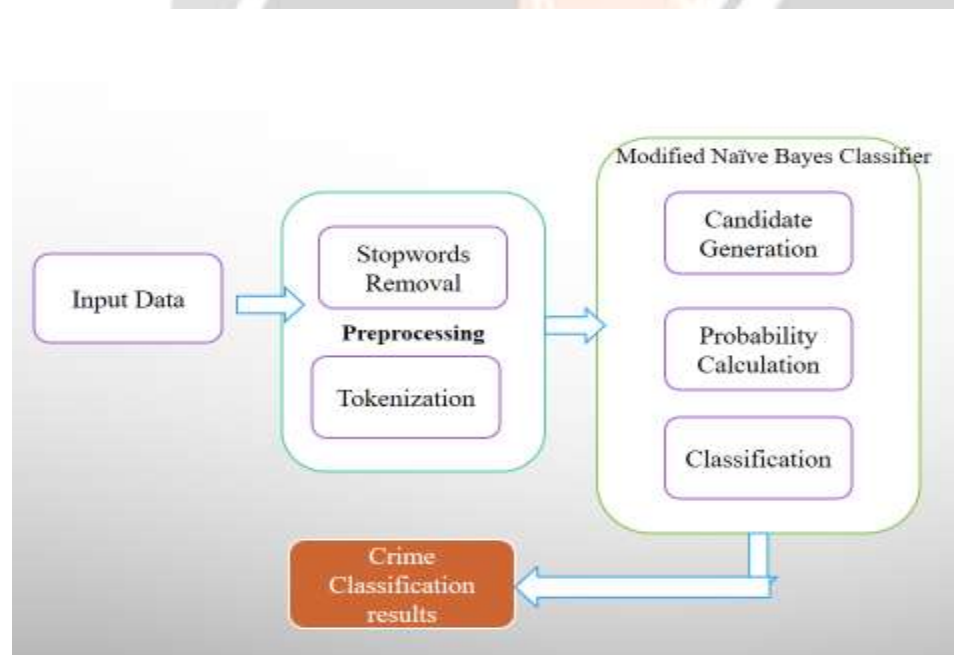 Modified Naïve Bayes Classifier
Input Data
Stopwords
Removal
Preprocessing
Tokenization
Candidate
Generation
Probability
Calculation
Classification
Crime
Classification
results